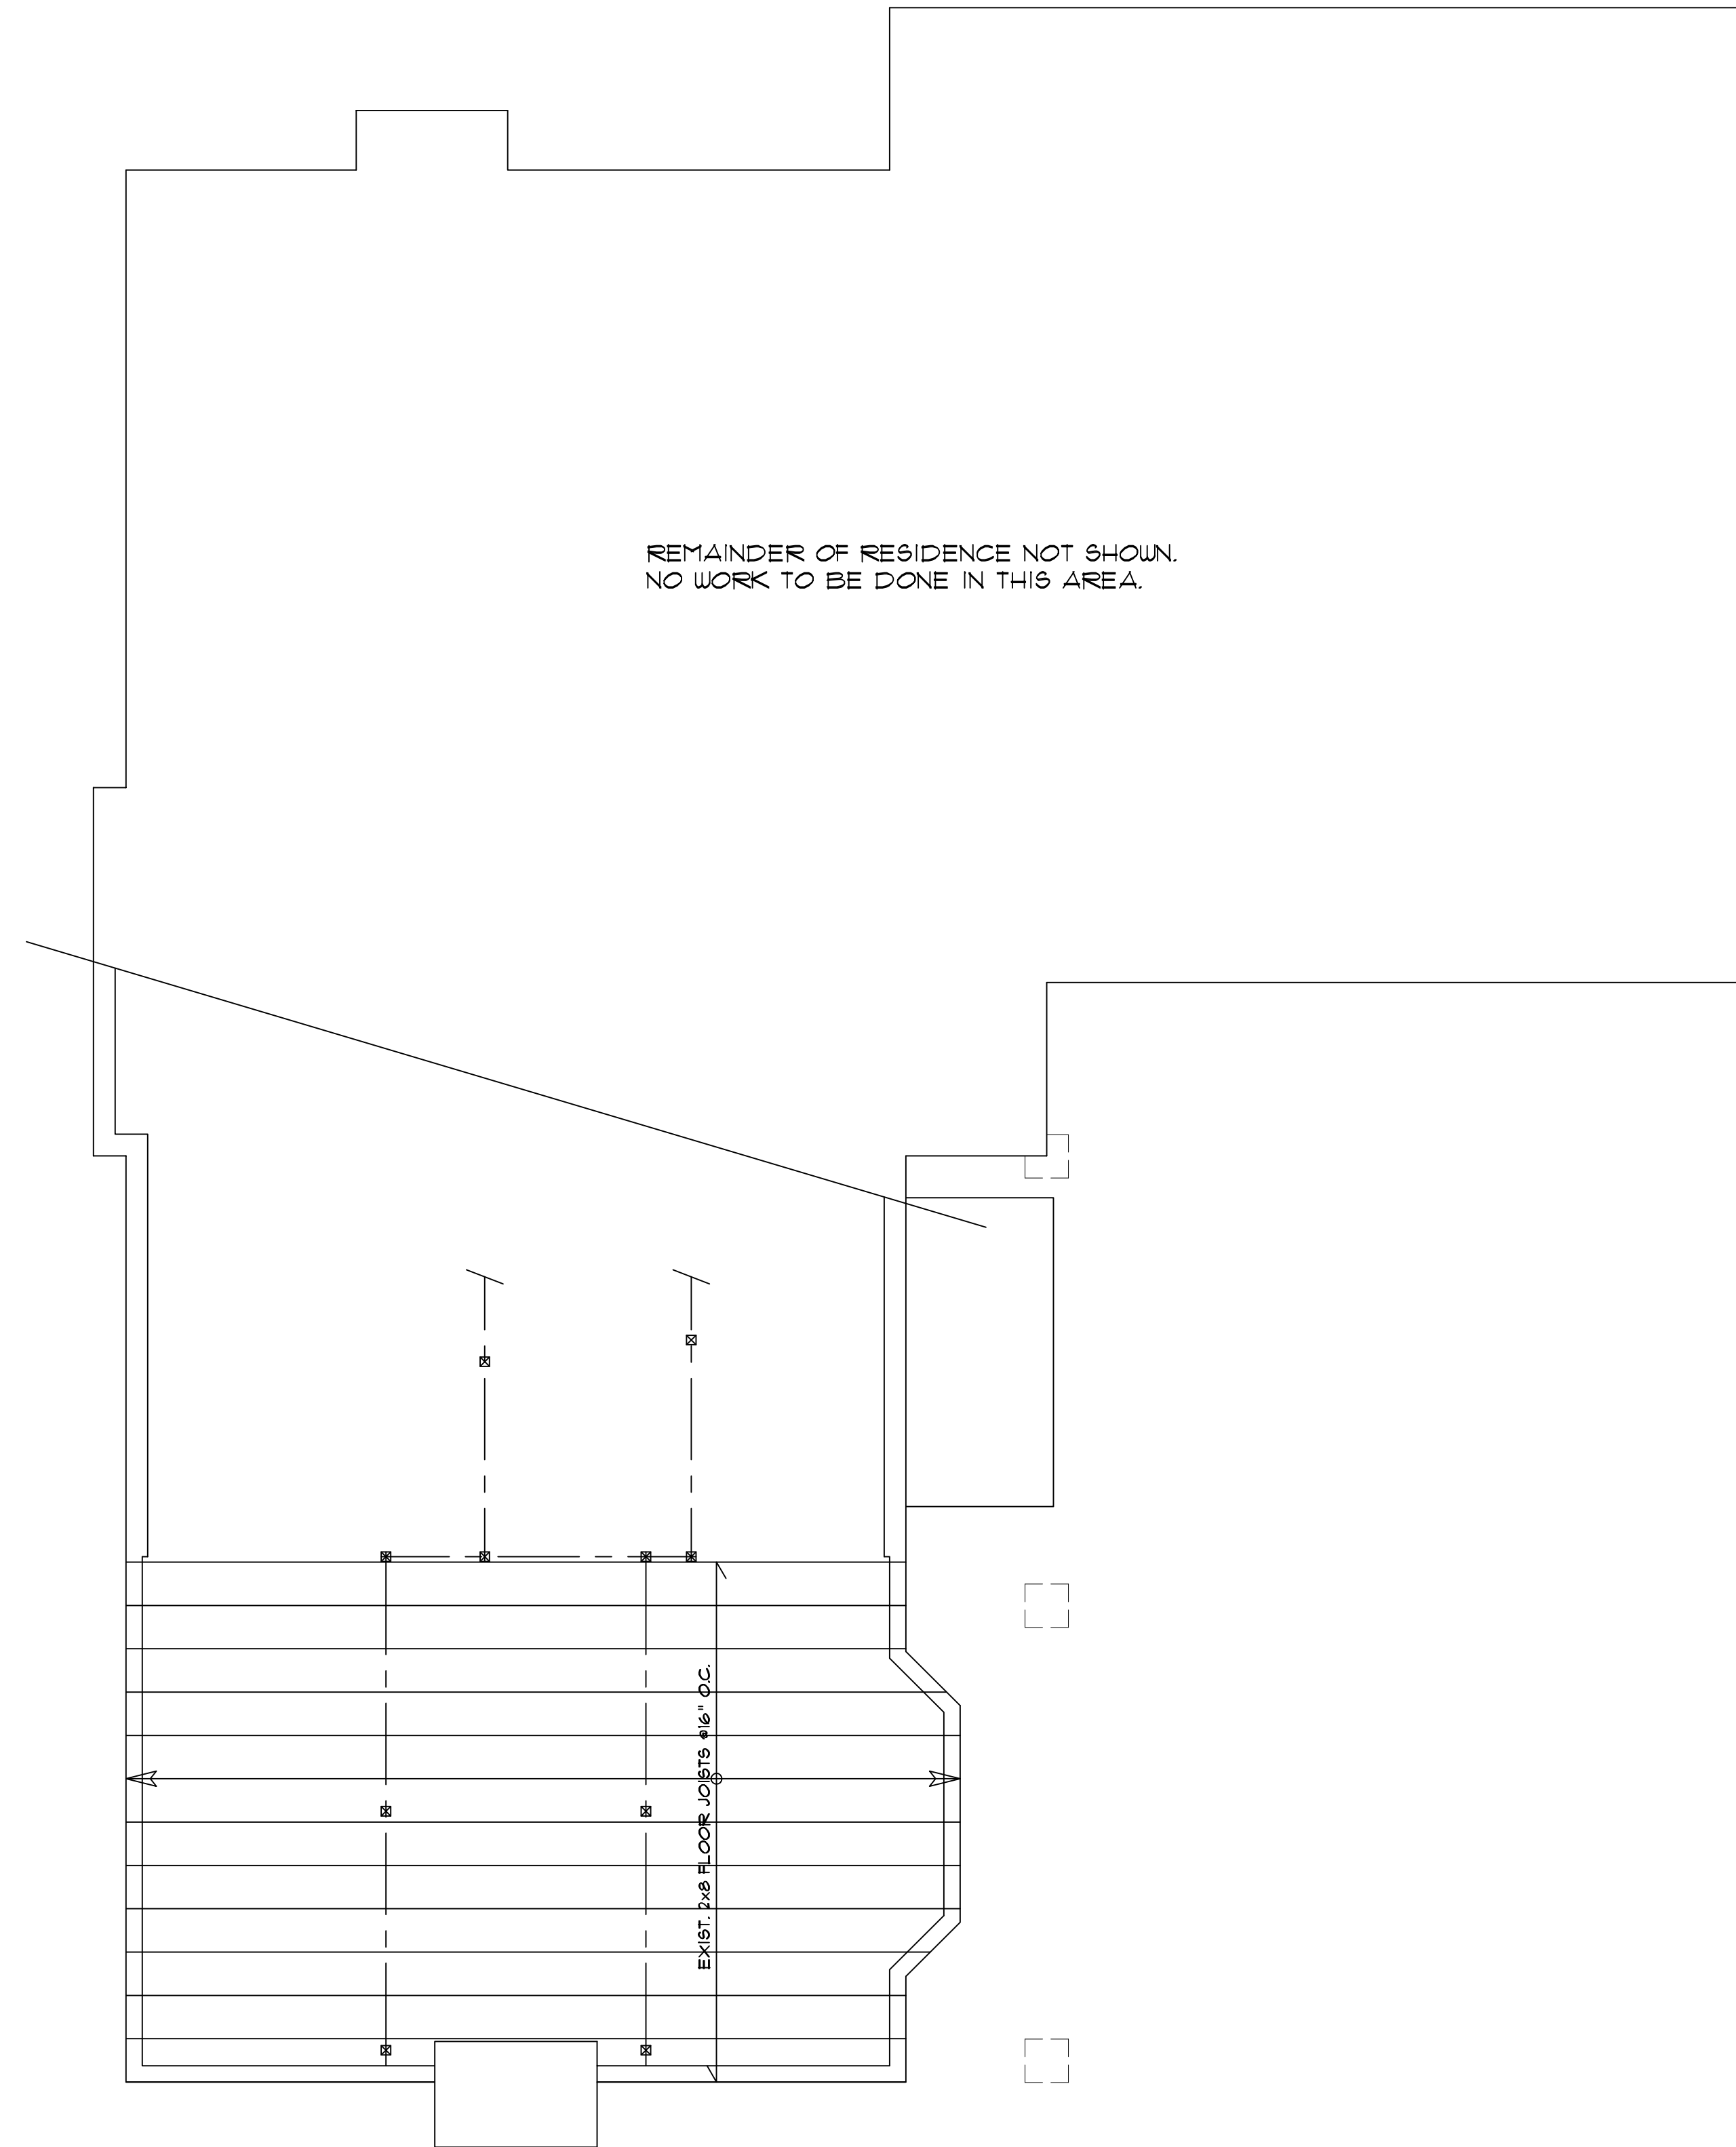 REMAINDER OF RESIDENCE NOT SHOWN.
NO WORK TO BE DONE IN THIS AREA.
EXIST. 2x8 FLOOR JOISTS @16" O.C.